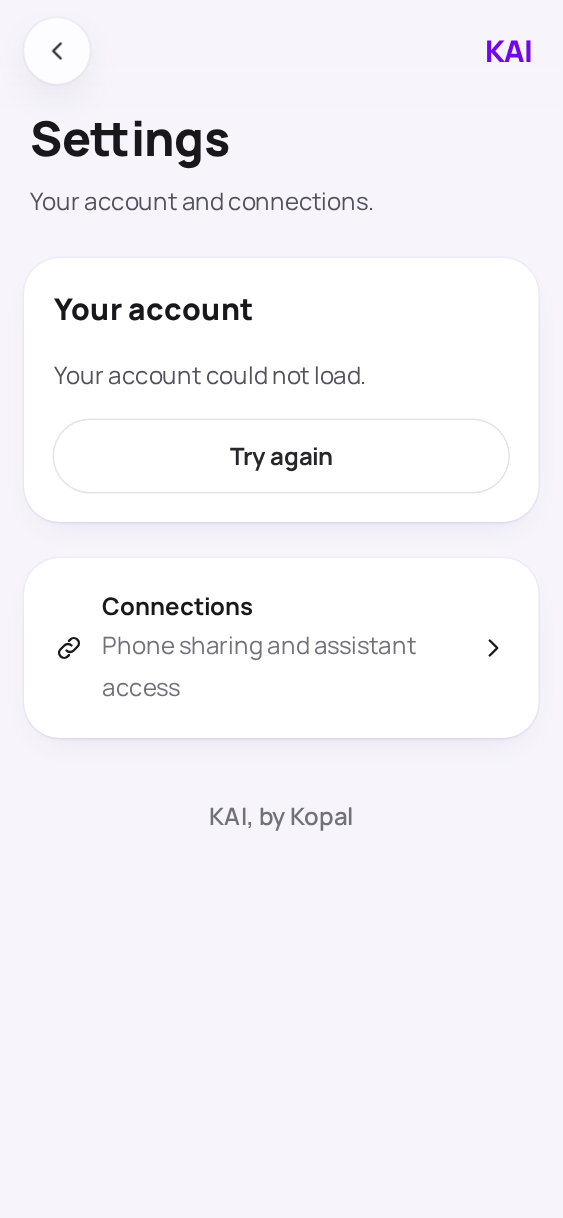 KAI
Settings
Your account and connections.
Your account
Your account could not load.
Try again
Connections
Phone sharing and assistant
access
KAI, by Kopal